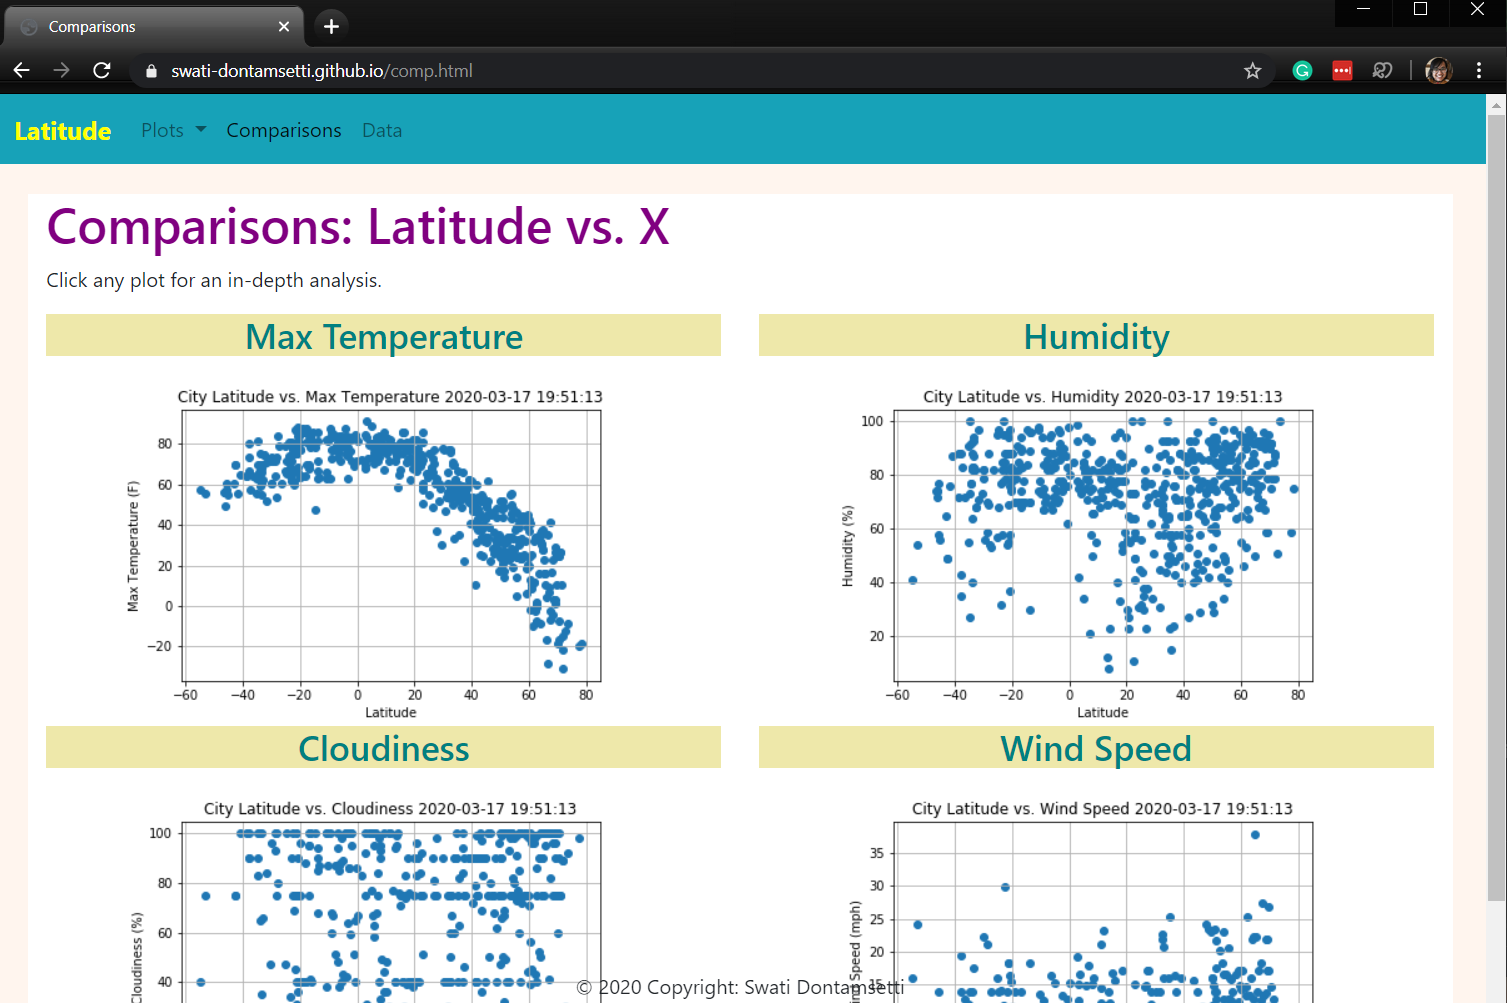 Comparisons
swati-dontamsetti.github.io/comp.html
Latitude Plots Comparisons Data
Comparisons: Latitude vs. X
Click any plot for an in-depth analysis.
Max Temperature
City Latitude vs. Max Temperature 2020-03-17 19:51:13
Max Temperature (F)
80
60
40
20
0
−20
−60 −40 −20 0 20 40 60 80
Latitude
Humidity
City Latitude vs. Humidity 2020-03-17 19:51:13
Humidity (%)
100
80
60
40
20
−60 −40 −20 0 20 40 60 80
Latitude
Cloudiness
City Latitude vs. Cloudiness 2020-03-17 19:51:13
Cloudiness (%)
100
80
60
40
Wind Speed
City Latitude vs. Wind Speed 2020-03-17 19:51:13
Speed (mph)
35
30
25
20
15
© 2020 Copyright: Swati Dontamsetti